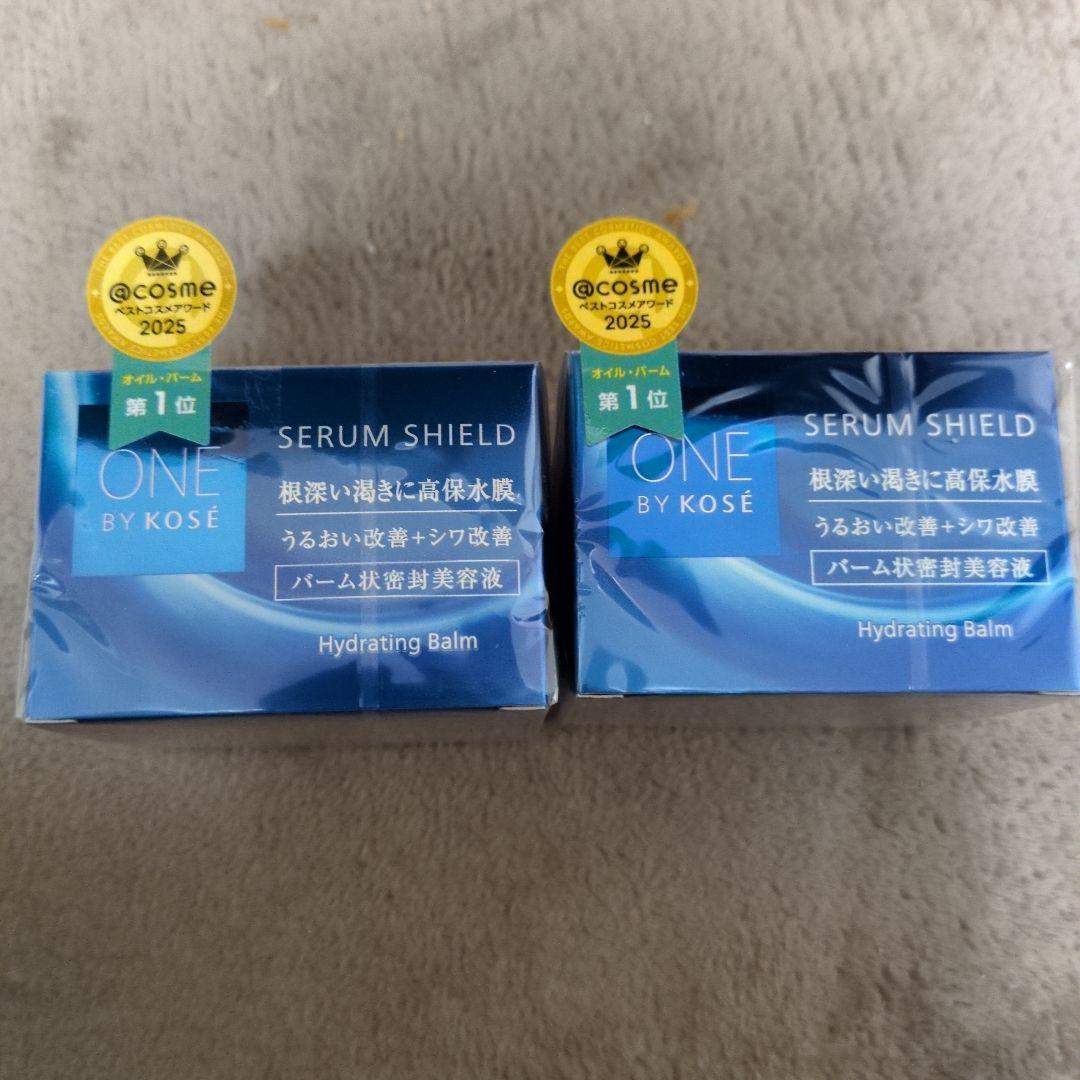 @cosme
ベストコスメアワード
2025
オイル・バーム
第1位
ONE
BY KOSÉ
SERUM SHIELD
根深い渇きに高保水膜
うるおい改善+シワ改善
バーム状密封美容液
Hydrating Balm
@cosme
ベストコスメアワード
2025
オイル・バーム
第1位
ONE
BY KOSÉ
SERUM SHIELD
根深い渇きに高保水膜
うるおい改善+シワ改善
バーム状密封美容液
Hydrating Balm